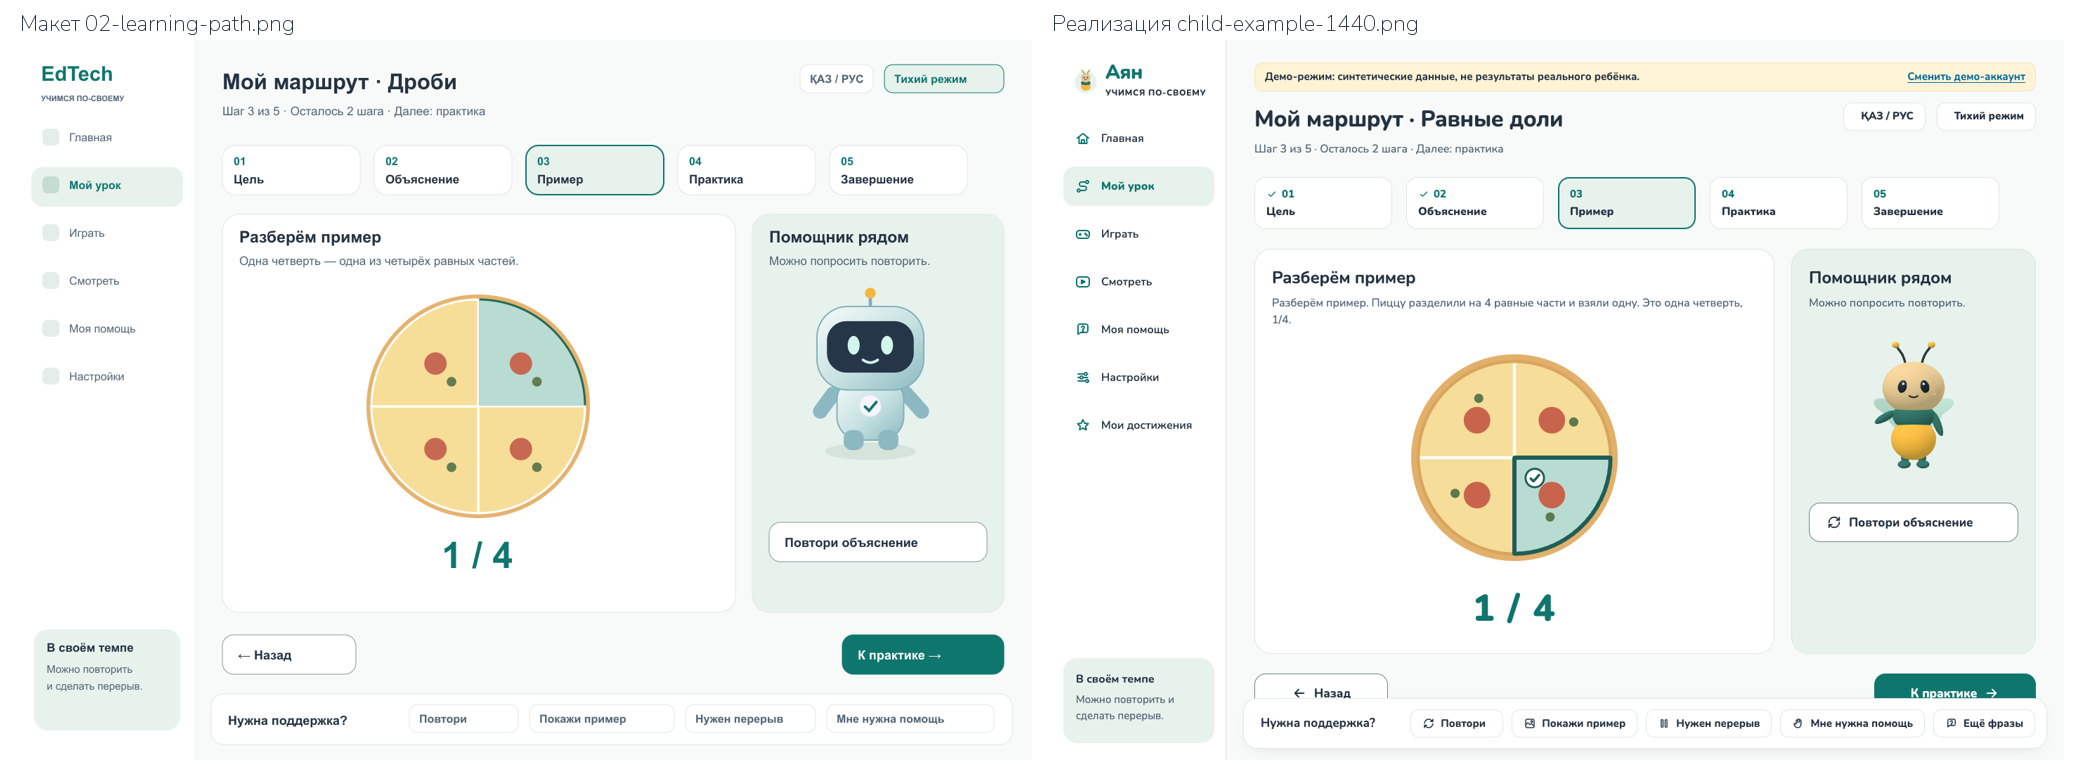 Макет 02-learning-path.png
EdTech
УЧИМСЯ ПО-СВОЕМУ
Главная
Мой урок
Играть
Смотреть
Моя помощь
Настройки
В своём темпе
Можно повторить
и сделать перерыв.
Мой маршрут · Дроби
ҚАЗ / РУС
Тихий режим
Шаг 3 из 5 · Осталось 2 шага · Далее: практика
01
Цель
02
Объяснение
03
Пример
04
Практика
05
Завершение
Разберём пример
Одна четверть — одна из четырёх равных частей.
1 / 4
Помощник рядом
Можно попросить повторить.
Повтори объяснение
← Назад
К практике →
Нужна поддержка?
Повтори
Покажи пример
Нужен перерыв
Мне нужна помощь
Реализация child-example-1440.png
Аян
УЧИМСЯ ПО-СВОЕМУ
Главная
Мой урок
Играть
Смотреть
Моя помощь
Настройки
Мои достижения
В своём темпе
Можно повторить и
сделать перерыв.
Демо-режим: синтетические данные, не результаты реального ребёнка.
Сменить демо-аккаунт
Мой маршрут · Равные доли
ҚАЗ / РУС
Тихий режим
Шаг 3 из 5 · Осталось 2 шага · Далее: практика
01
Цель
02
Объяснение
03
Пример
04
Практика
05
Завершение
Разберём пример
Разберём пример. Пиццу разделили на 4 равные части и взяли одну. Это одна четверть,
1/4.
1 / 4
Помощник рядом
Можно попросить повторить.
Повтори объяснение
← Назад
К практике →
Нужна поддержка?
Повтори
Покажи пример
Нужен перерыв
Мне нужна помощь
Ещё фразы